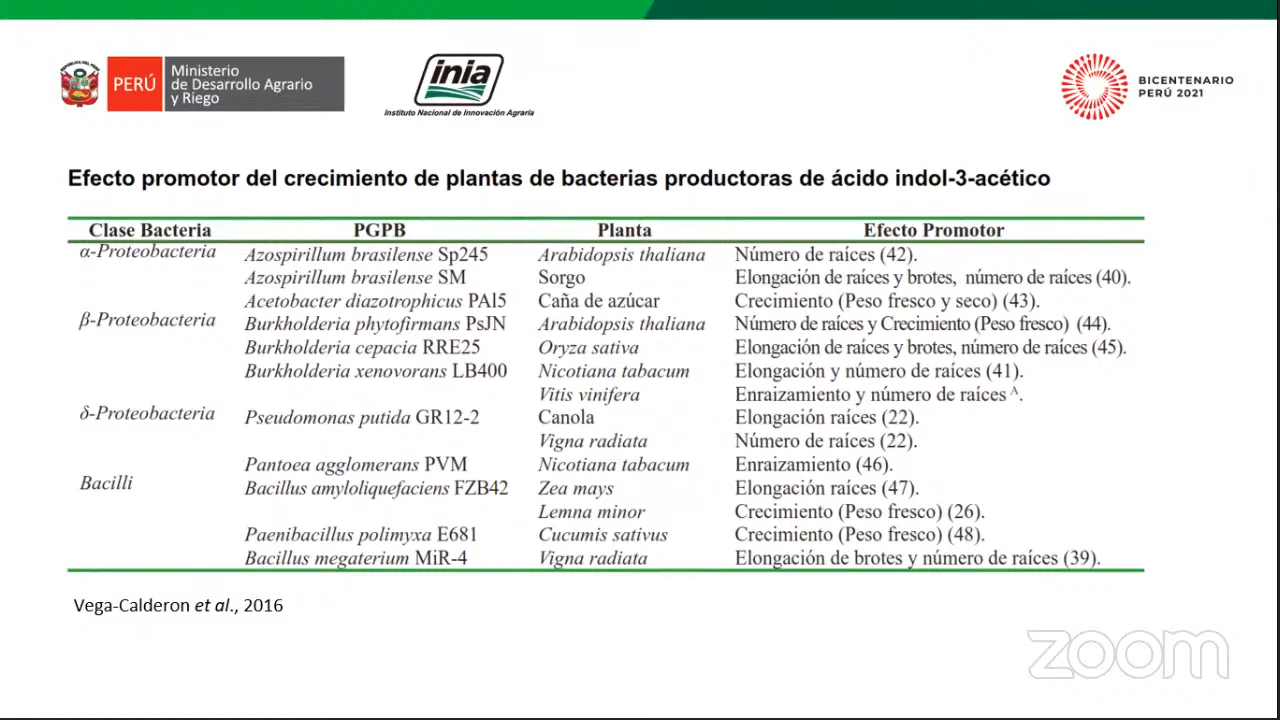 PERÚ
Ministerio
de Desarrollo Agrario
y Riego
inia
Instituto Nacional de Innovación Agraria
BICENTENARIO
PERÚ 2021
Efecto promotor del crecimiento de plantas de bacterias productoras de ácido indol-3-acético
Clase Bacteria PGPB Planta Efecto Promotor
α-Proteobacteria Azospirillum brasilense Sp245 Arabidopsis thaliana Número de raíces (42).
Azospirillum brasilense SM Sorgo Elongación de raíces y brotes, número de raíces (40).
Acetobacter diazotrophicus PAl5 Caña de azúcar Crecimiento (Peso fresco y seco) (43).
β-Proteobacteria Burkholderia phytofirmans PsJN Arabidopsis thaliana Número de raíces y Crecimiento (Peso fresco) (44).
Burkholderia cepacia RRE25 Oryza sativa Elongación de raíces y brotes, número de raíces (45).
Burkholderia xenovorans LB400 Nicotiana tabacum Elongación y número de raíces (41).
Vitis vinifera Enraizamiento y número de raíces A.
δ-Proteobacteria Pseudomonas putida GR12-2 Canola Elongación raíces (22).
Vigna radiata Número de raíces (22).
Pantoea agglomerans PVM Nicotiana tabacum Enraizamiento (46).
Bacilli Bacillus amyloliquefaciens FZB42 Zea mays Elongación raíces (47).
Lemna minor Crecimiento (Peso fresco) (26).
Paenibacillus polimyxa E681 Cucumis sativus Crecimiento (Peso fresco) (48).
Bacillus megaterium MiR-4 Vigna radiata Elongación de brotes y número de raíces (39).
Vega-Calderon et al., 2016
zoom